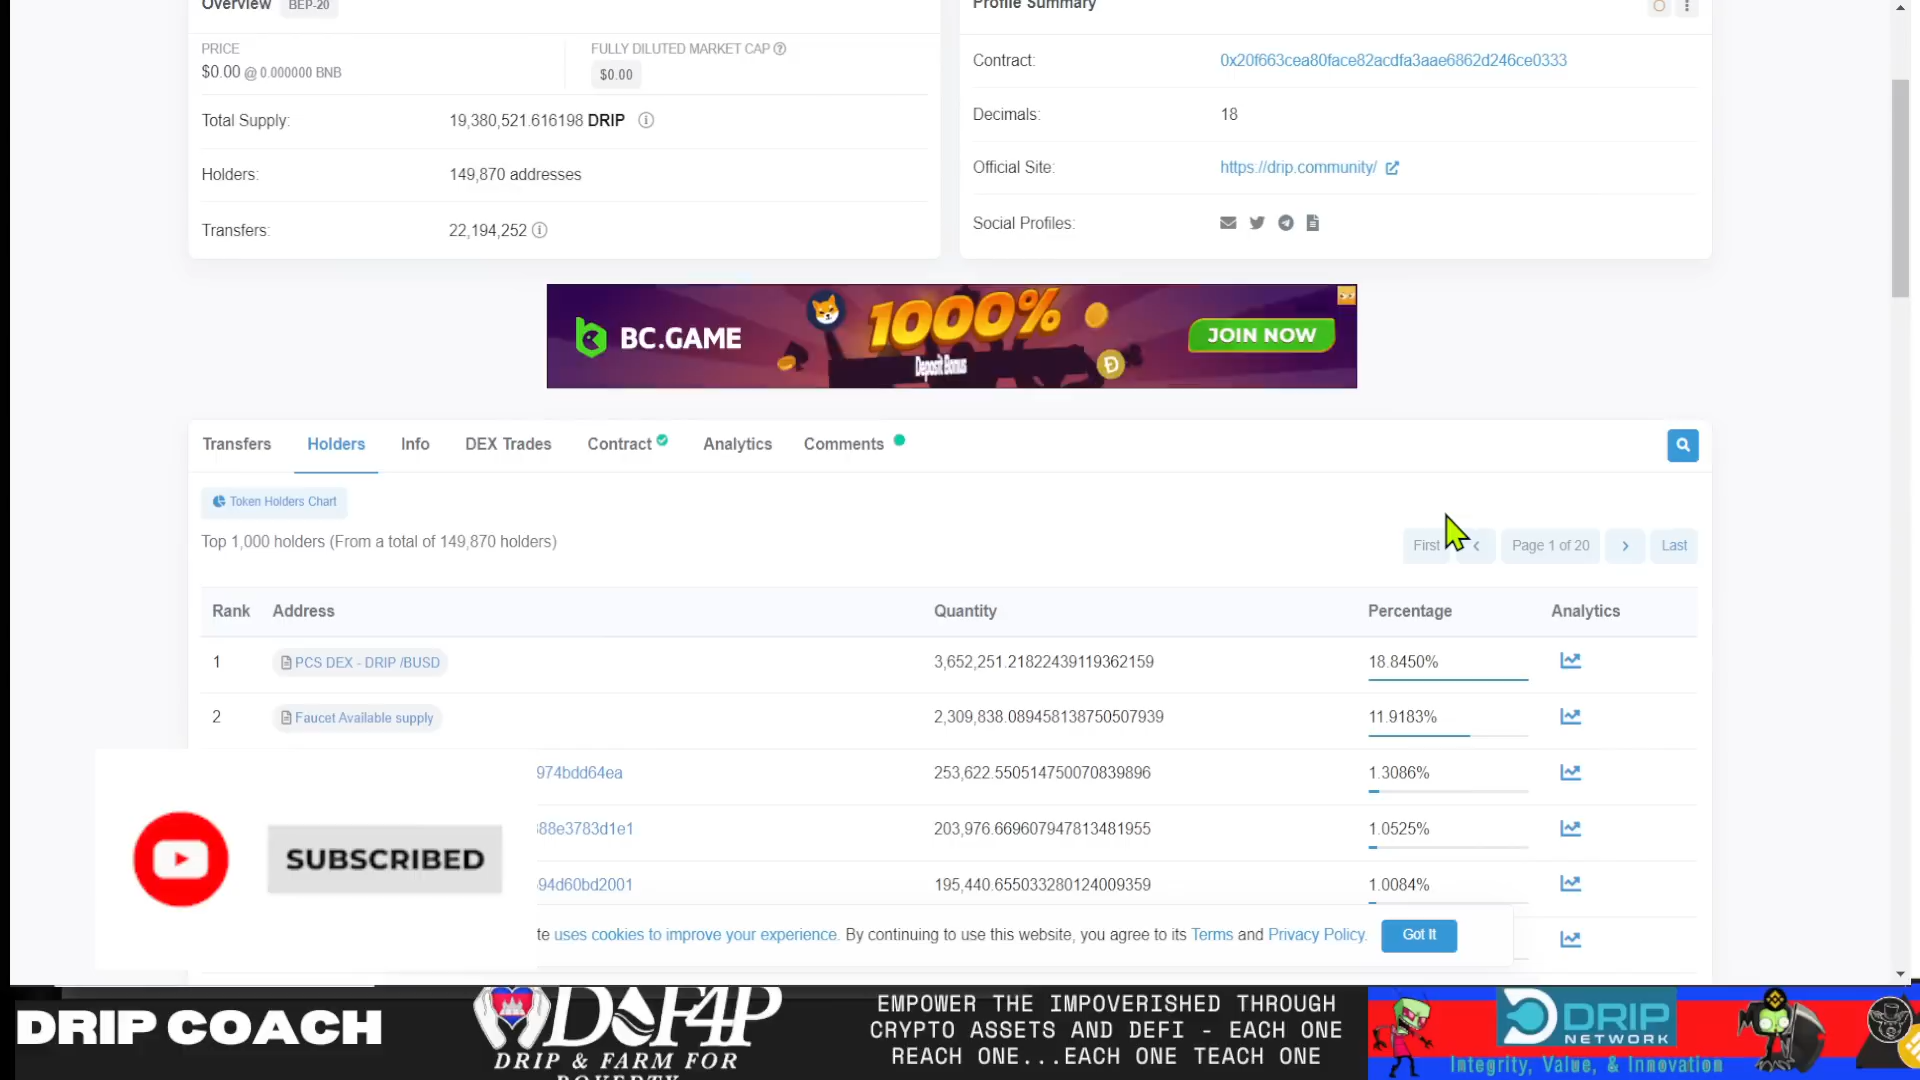 Overview BEP-20
Profile Summary
PRICE
$0.00 @ 0.000000 BNB
FULLY DILUTED MARKET CAP
$0.00
Total Supply: 19,380,521.616198 DRIP
Holders: 149,870 addresses
Transfers: 22,194,252
Contract: 0x20f663cea80face82acdfa3aae6862d246ce0333
Decimals: 18
Official Site: https://drip.community/
Social Profiles:
BC.GAME
1000%
Deposit Bonus
JOIN NOW
Transfers Holders Info DEX Trades Contract Analytics Comments
Token Holders Chart
Top 1,000 holders (From a total of 149,870 holders)
First Page 1 of 20 Last
Rank Address Quantity Percentage Analytics
1 PCS DEX - DRIP /BUSD 3,652,251.21822439119362159 18.8450%
2 Faucet Available supply 2,309,838.089458138750507939 11.9183%
974bdd64ea 253,622.550514750070839896 1.3086%
88e3783d1e1 203,976.669607947813481955 1.0525%
94d60bd2001 195,440.655033280124009359 1.0084%
SUBSCRIBED
te uses cookies to improve your experience. By continuing to use this website, you agree to its Terms and Privacy Policy.
Got It
DRIP COACH
DAF4P
DRIP & FARM FOR
POVERTY
EMPOWER THE IMPOVERISHED THROUGH
CRYPTO ASSETS AND DEFI - EACH ONE
REACH ONE...EACH ONE TEACH ONE
DRIP
NETWORK
Integrity, Value, & Innovation